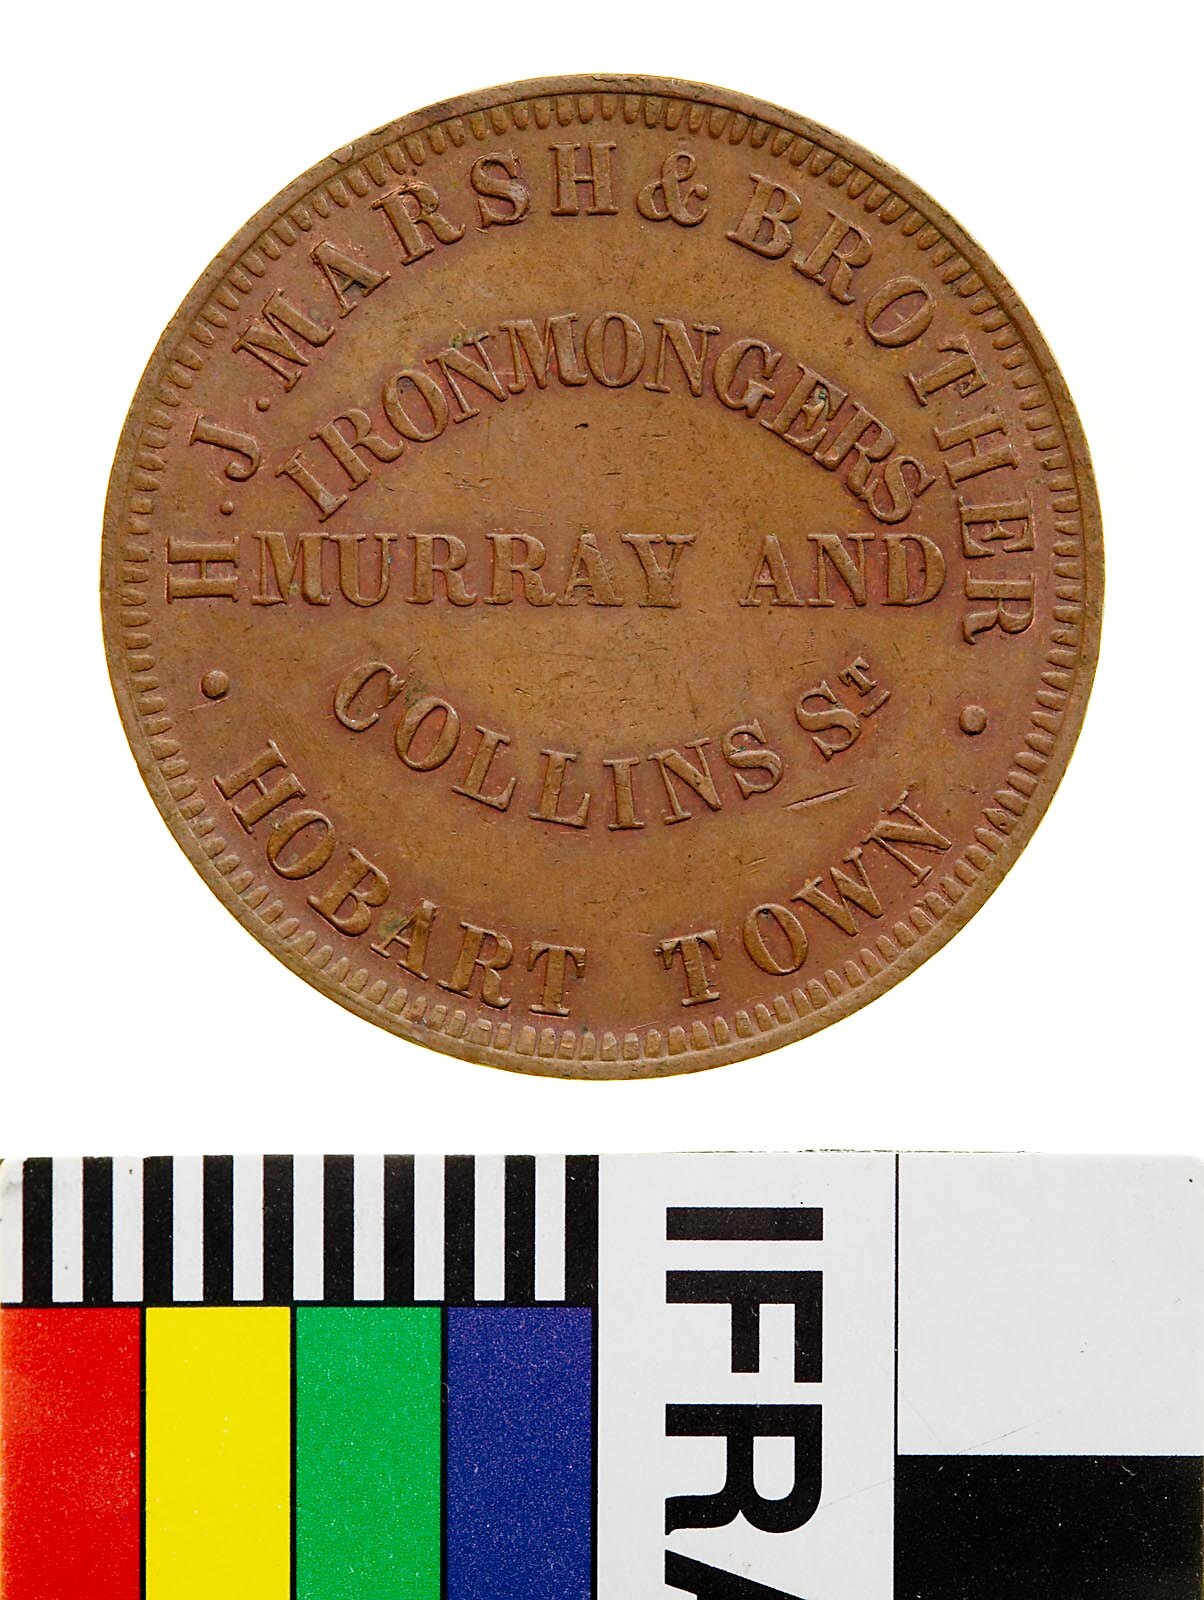 H. J. MARSH & BROTHER
IRONMONGERS
MURRAY AND
COLLINS ST
• HOBART TOWN •
IFRA